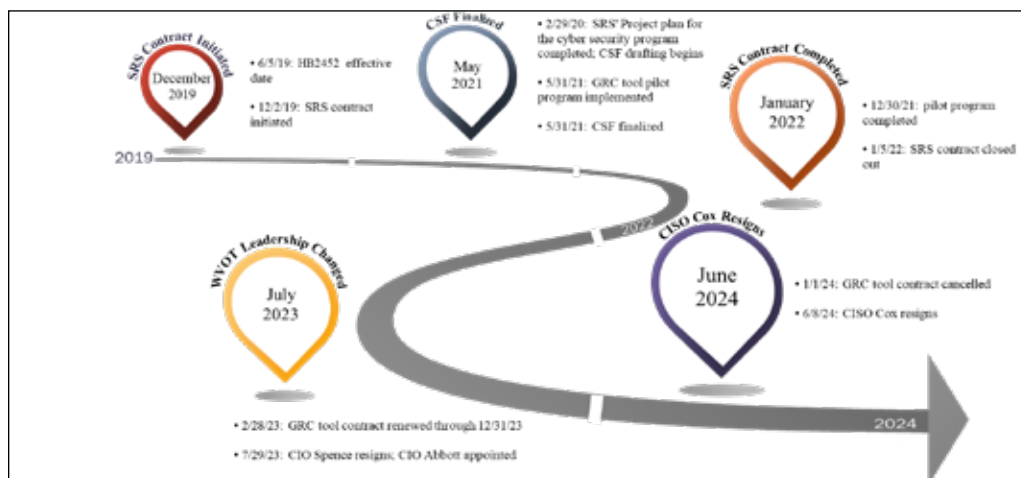 SRS Contract Initiated
December
2019
• 6/5/19: HB2452 effective
date
• 12/2/19: SRS contract
initiated
CSF Finalized
May
2021
• 2/29/20: SRS' Project plan for
the cyber security program
completed; CSF drafting begins
• 5/31/21: GRC tool pilot
program implemented
• 5/31/21: CSF finalized
SRS Contract Completed
January
2022
• 12/30/21: pilot program
completed
• 1/5/22: SRS contract closed
out
2019
2022
WVOT Leadership Changed
July
2023
• 2/28/23: GRC tool contract renewed through 12/31/23
• 7/29/23: CIO Spence resigns; CIO Abbott appointed
CISO Cox Resigns
June
2024
• 1/1/24: GRC tool contract cancelled
• 6/8/24: CISO Cox resigns
2024